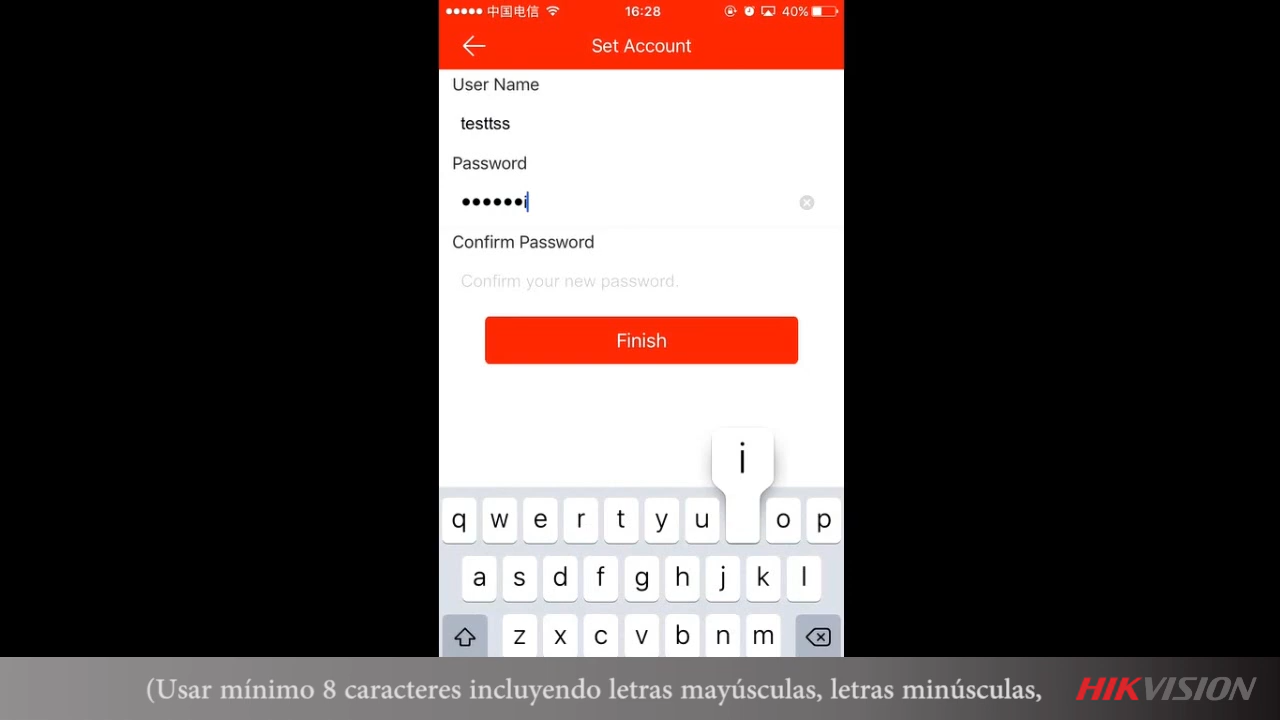 中国电信 16:28 40%
Set Account
User Name
testtss
Password
••••••i
Confirm Password
Confirm your new password.
Finish
i
q w e r t y u o p
a s d f g h j k l
z x c v b n m
(Usar mínimo 8 caracteres incluyendo letras mayúsculas, letras minúsculas,
HIKVISION